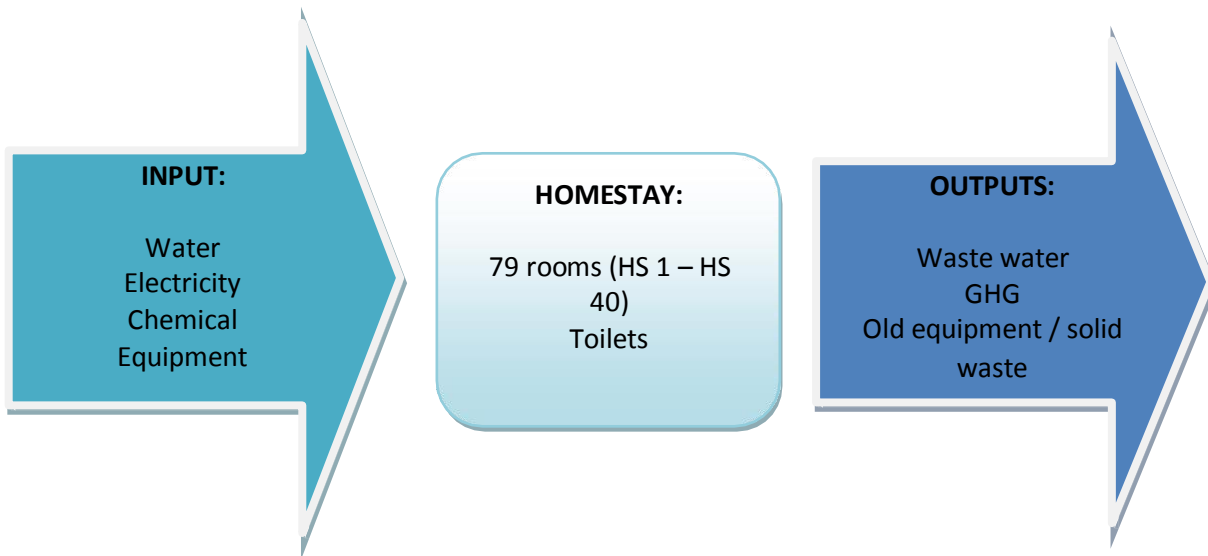 INPUT:
Water
Electricity
Chemical
Equipment
HOMESTAY:
79 rooms (HS 1 – HS
40)
Toilets
OUTPUTS:
Waste water
GHG
Old equipment / solid
waste